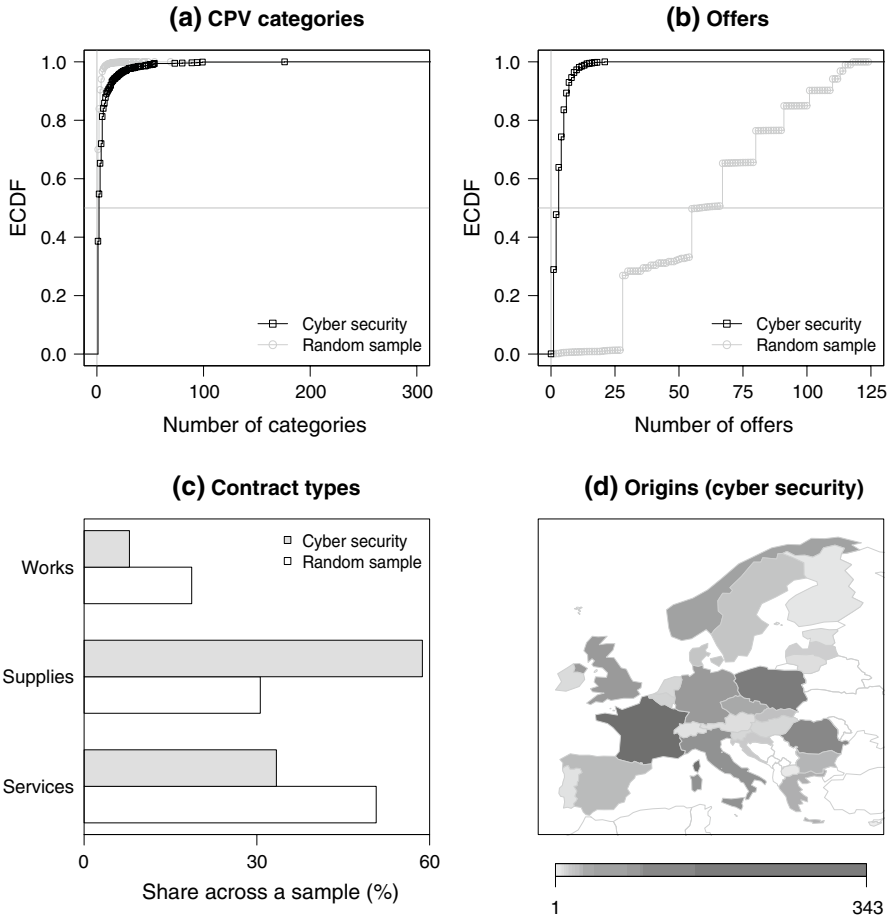 (a) CPV categories
ECDF
1.0
0.8
0.6
0.4
0.2
0.0
Cyber security
Random sample
0 100 200 300
Number of categories
(b) Offers
ECDF
1.0
0.8
0.6
0.4
0.2
0.0
Cyber security
Random sample
0 25 50 75 100 125
Number of offers
(c) Contract types
Cyber security
Random sample
Works
Supplies
Services
0 30 60
Share across a sample (%)
(d) Origins (cyber security)
1 343